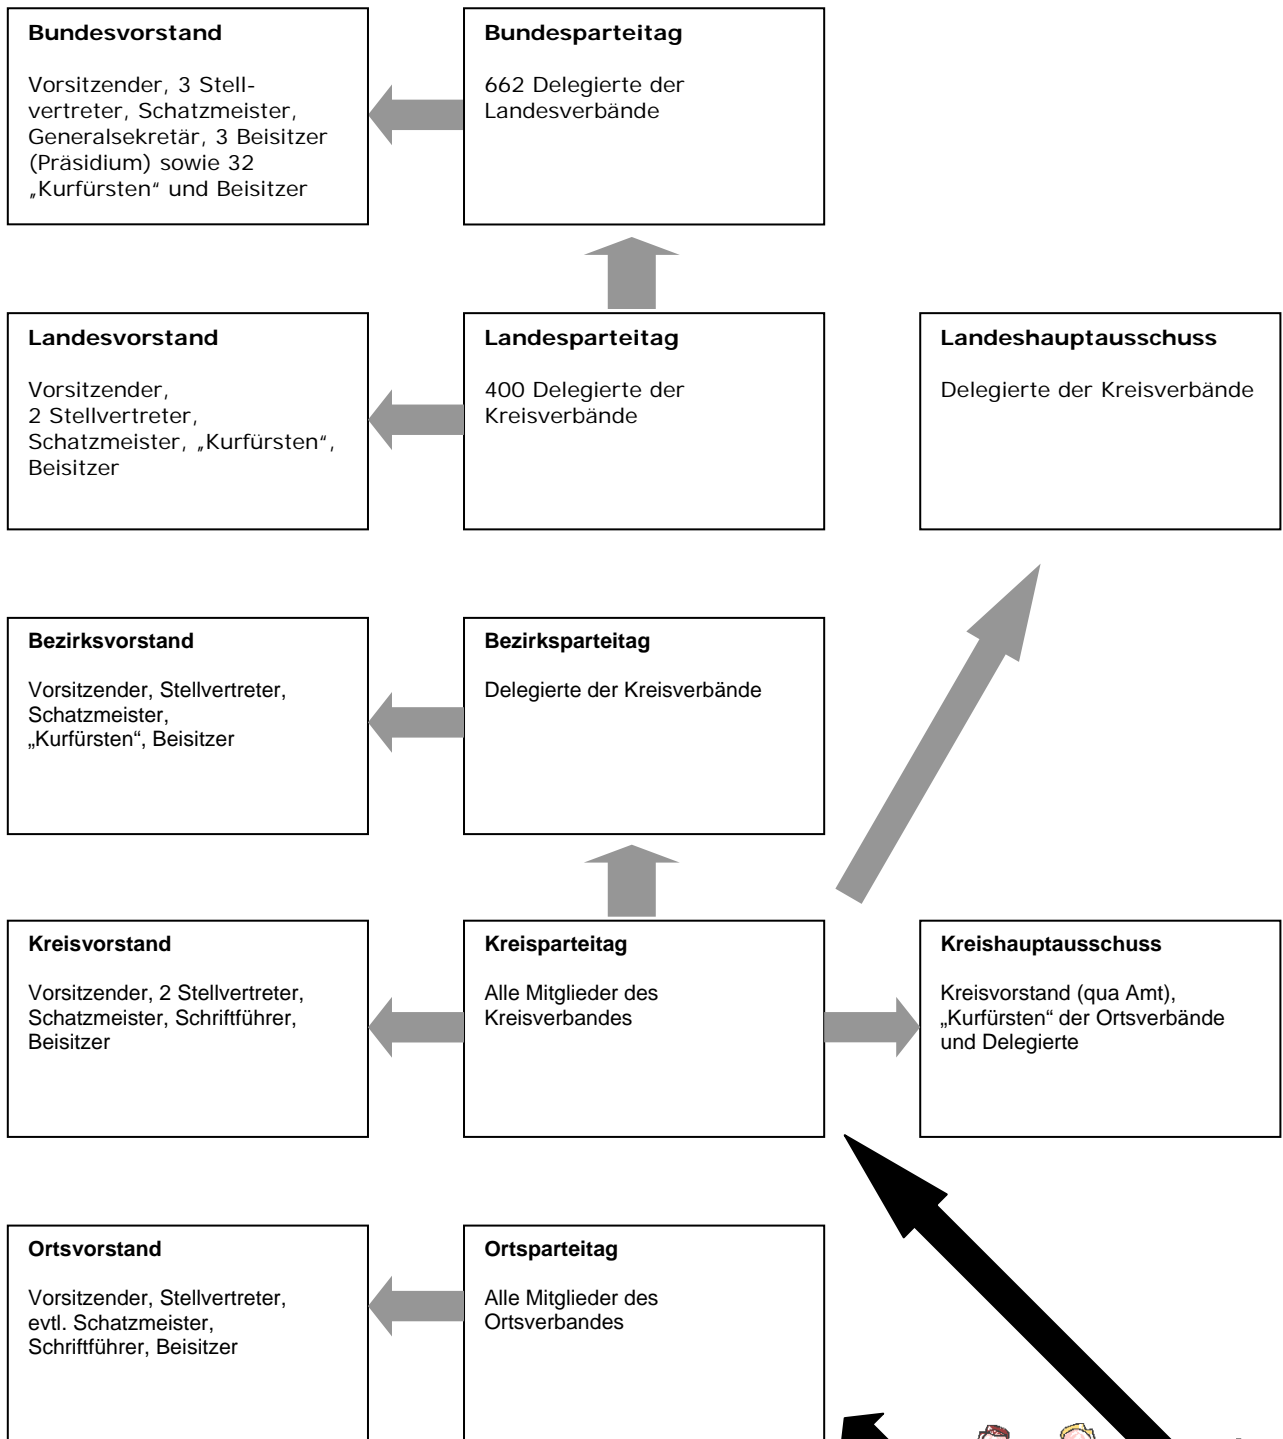 Bundesvorstand
Vorsitzender, 3 Stell-
vertreter, Schatzmeister,
Generalsekretär, 3 Beisitzer
(Präsidium) sowie 32
„Kurfürsten“ und Beisitzer
Bundesparteitag
662 Delegierte der
Landesverbände
Landesvorstand
Vorsitzender,
2 Stellvertreter,
Schatzmeister, „Kurfürsten“,
Beisitzer
Landesparteitag
400 Delegierte der
Kreisverbände
Landeshauptausschuss
Delegierte der Kreisverbände
Bezirksvorstand
Vorsitzender, Stellvertreter,
Schatzmeister,
„Kurfürsten“, Beisitzer
Bezirksparteitag
Delegierte der Kreisverbände
Kreisvorstand
Vorsitzender, 2 Stellvertreter,
Schatzmeister, Schriftführer,
Beisitzer
Kreisparteitag
Alle Mitglieder des
Kreisverbandes
Kreishauptausschuss
Kreisvorstand (qua Amt),
„Kurfürsten“ der Ortsverbände
und Delegierte
Ortsvorstand
Vorsitzender, Stellvertreter,
evtl. Schatzmeister,
Schriftführer, Beisitzer
Ortsparteitag
Alle Mitglieder des
Ortsverbandes